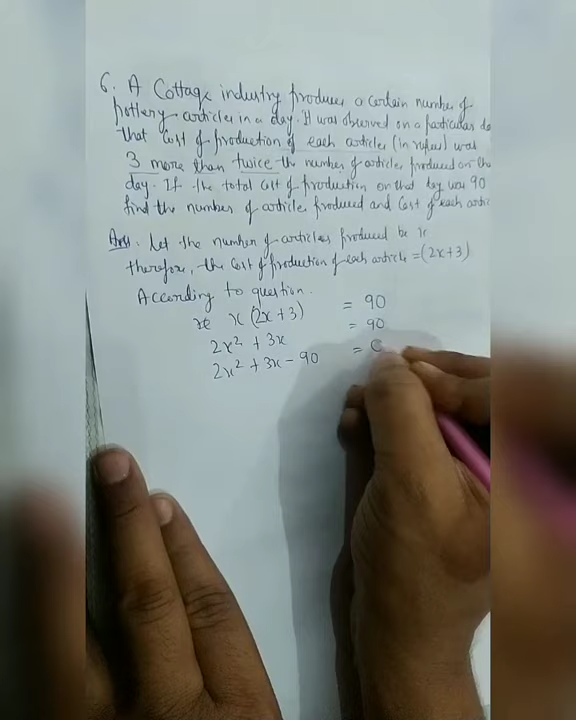 6. A Cottage industry produces a certain number of
pottery articles in a day. It was observed on a particular
that cost of production of each articles (in rupees) was
3 more than twice the number of article produced on the
day. If the total cost of production on that day was 90
find the number of article produced and cost of each
Ans: Let the number of articles produced be x
therefore, the cost of production of each article = (2x+3)
According to question.
x (2x+3) = 90
2x² + 3x = 90
2x² + 3x - 90 =